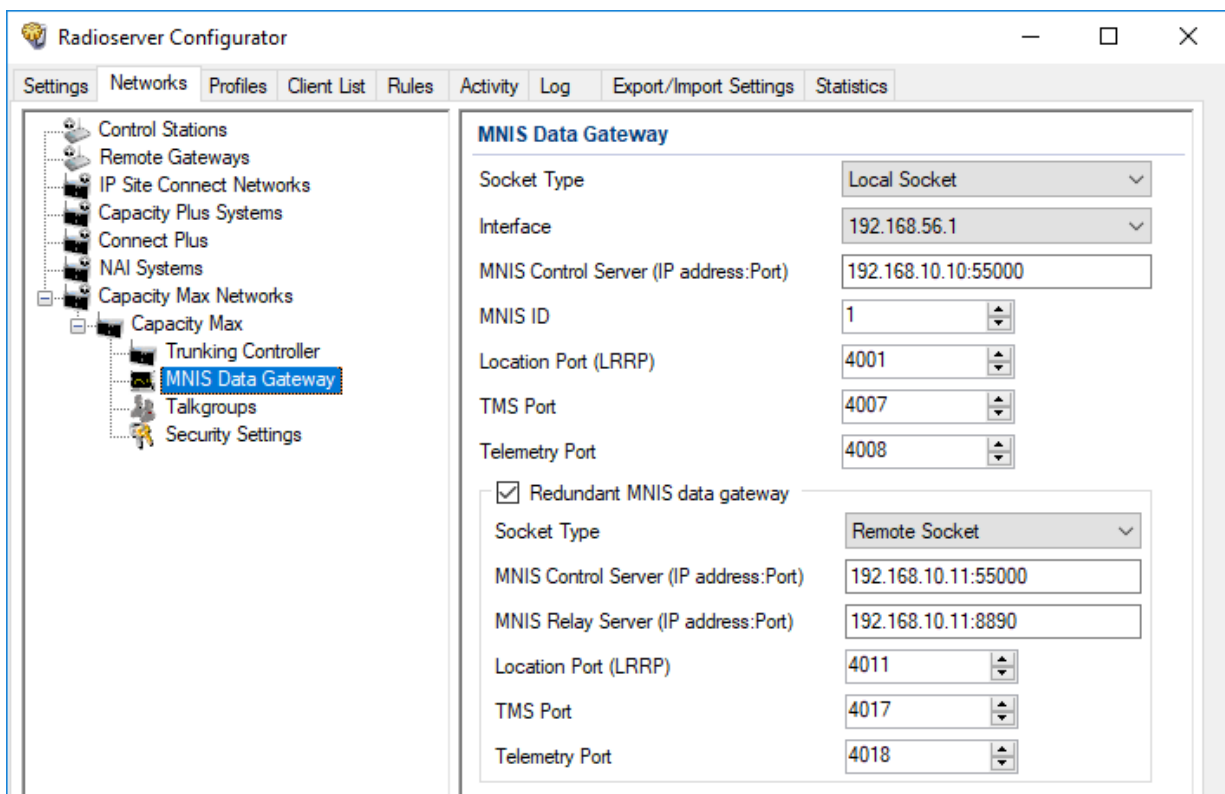 Radioserver Configurator
Settings Networks Profiles Client List Rules Activity Log Export/Import Settings Statistics
Control Stations
Remote Gateways
IP Site Connect Networks
Capacity Plus Systems
Connect Plus
NAI Systems
Capacity Max Networks
Capacity Max
Trunking Controller
MNIS Data Gateway
Talkgroups
Security Settings
MNIS Data Gateway
Socket Type Local Socket
Interface 192.168.56.1
MNIS Control Server (IP address:Port) 192.168.10.10:55000
MNIS ID 1
Location Port (LRRP) 4001
TMS Port 4007
Telemetry Port 4008
Redundant MNIS data gateway
Socket Type Remote Socket
MNIS Control Server (IP address:Port) 192.168.10.11:55000
MNIS Relay Server (IP address:Port) 192.168.10.11:8890
Location Port (LRRP) 4011
TMS Port 4017
Telemetry Port 4018